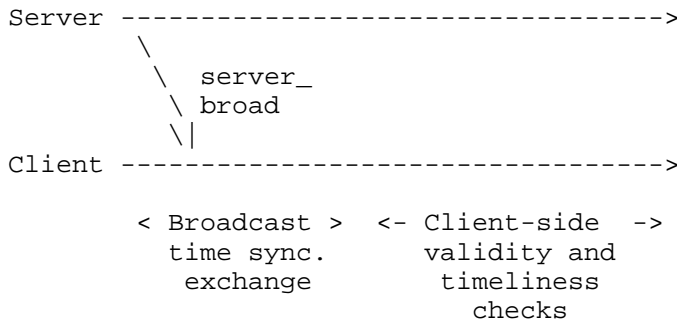 Server ---------------------------------->
\
\ server_
\ broad
\|
Client ---------------------------------->
< Broadcast > <- Client-side ->
time sync. validity and
exchange timeliness
checks